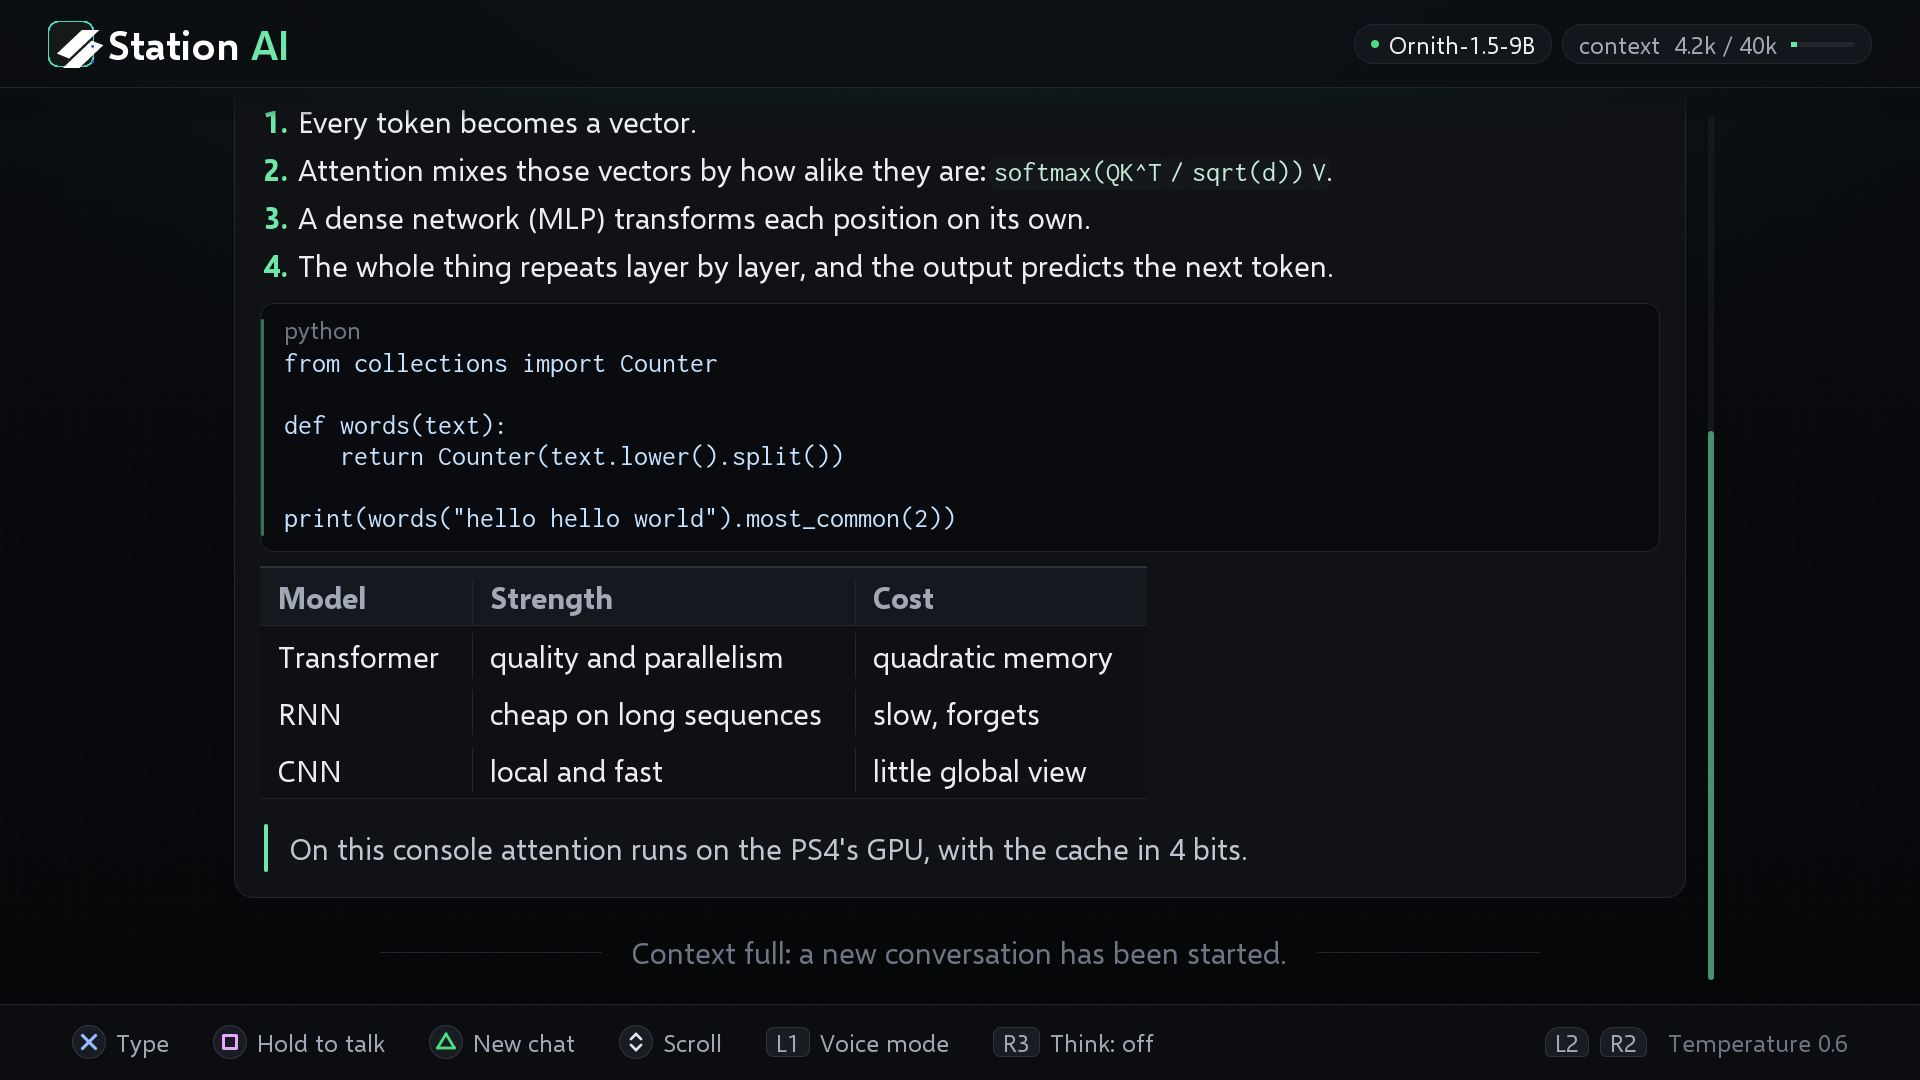 Station AI
Ornith-1.5-9B
context 4.2k / 40k
1. Every token becomes a vector.
2. Attention mixes those vectors by how alike they are: softmax(QK^T / sqrt(d)) V.
3. A dense network (MLP) transforms each position on its own.
4. The whole thing repeats layer by layer, and the output predicts the next token.
python
from collections import Counter
def words(text):
    return Counter(text.lower().split())
print(words("hello hello world").most_common(2))
Model Strength Cost
Transformer quality and parallelism quadratic memory
RNN cheap on long sequences slow, forgets
CNN local and fast little global view
On this console attention runs on the PS4's GPU, with the cache in 4 bits.
Context full: a new conversation has been started.
Type Hold to talk New chat Scroll L1 Voice mode R3 Think: off L2 R2 Temperature 0.6